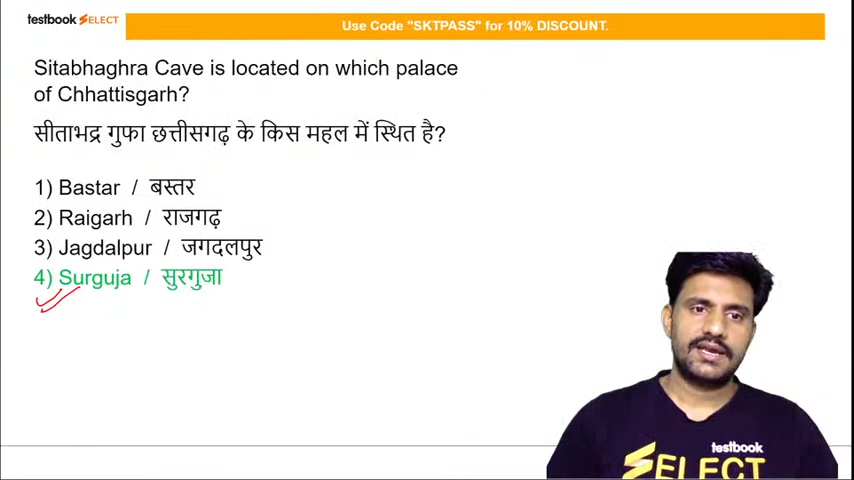 testbook SELECT
Use Code "SKTPASS" for 10% DISCOUNT.
Sitabhaghra Cave is located on which palace
of Chhattisgarh?
सीताभद्र गुफा छत्तीसगढ़ के किस महल में स्थित है?
1) Bastar / बस्तर
2) Raigarh / राजगढ़
3) Jagdalpur / जगदलपुर
4) Surguja / सुरगुजा
testbook
SELECT